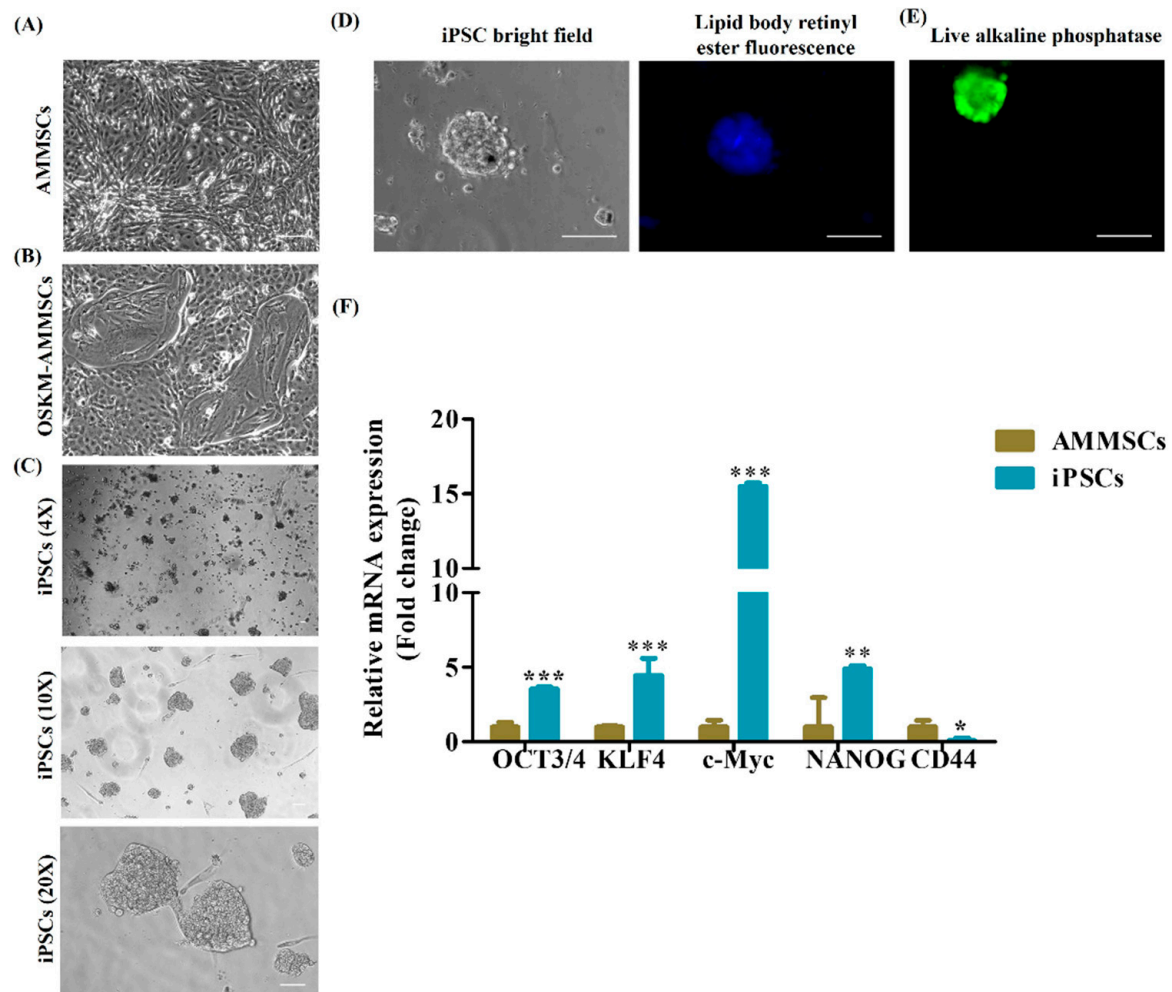 (A)
AMMSCs
(B)
OSKM-AMMSCs
(C)
iPSCs (4X)
iPSCs (10X)
iPSCs (20X)
(D)
iPSC bright field
Lipid body retinyl
ester fluorescence
(E)
Live alkaline phosphatase
(F)
Relative mRNA expression
(Fold change)
20
15
10
10
5
0
***
***
***
**
*
OCT3/4 KLF4 c-Myc NANOG CD44
AMMSCs
iPSCs